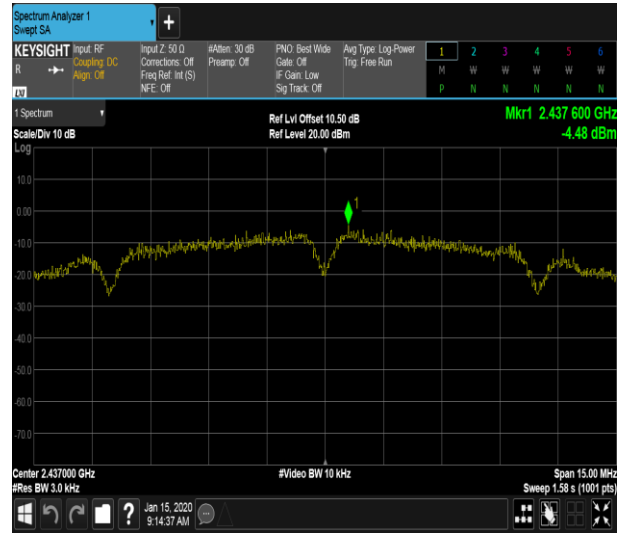 Spectrum Analyzer 1
Swept SA
+
KEYSIGHT
R
LXI
Input: RF
Coupling: DC
Align: Off
Input Z: 50 Ω
Corrections: Off
Freq Ref: Int (S)
NFE: Off
#Atten: 30 dB
Preamp: Off
PNO: Best Wide
Gate: Off
IF Gain: Low
Sig Track: Off
Avg Type: Log-Power
Trig: Free Run
1 2 3 4 5 6
M W W W W W
P N N N N N
1 Spectrum
Scale/Div 10 dB
Ref Lvl Offset 10.50 dB
Ref Level 20.00 dBm
Mkr1 2.437 600 GHz
-4.48 dBm
Log
10.0
0.00
-10.0
-20.0
-30.0
-40.0
-50.0
-60.0
-70.0
1
Center 2.437000 GHz
#Res BW 3.0 kHz
#Video BW 10 kHz
Span 15.00 MHz
Sweep 1.58 s (1001 pts)
?
Jan 15, 2020
9:14:37 AM